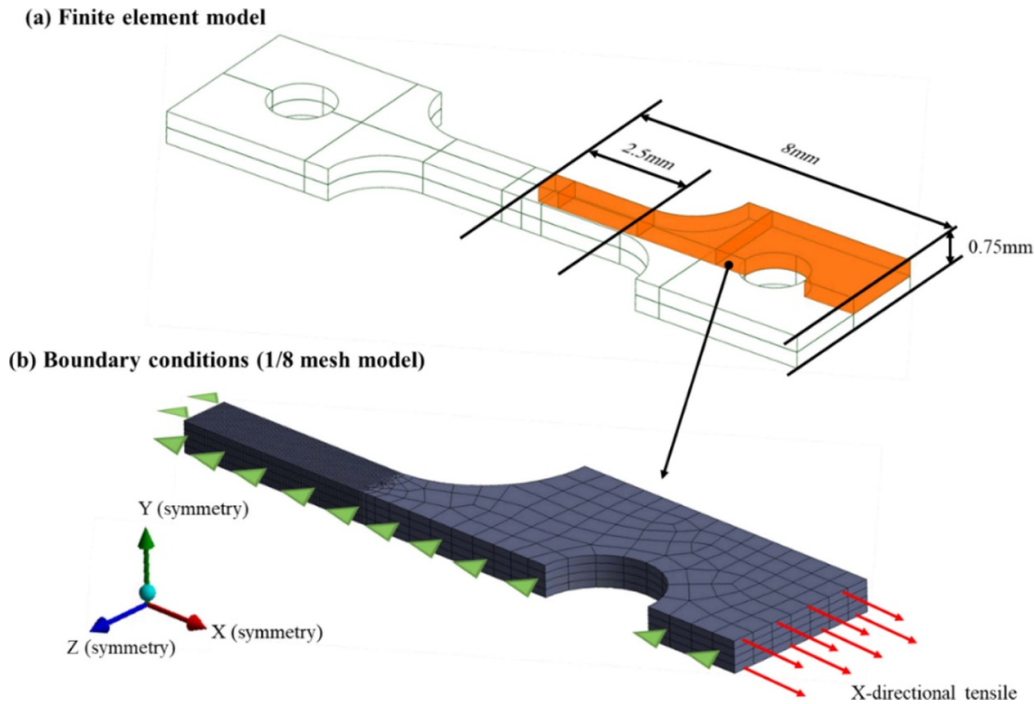 (a) Finite element model
8mm
2.5mm
0.75mm
(b) Boundary conditions (1/8 mesh model)
Y (symmetry)
X (symmetry)
Z (symmetry)
X-directional tensile